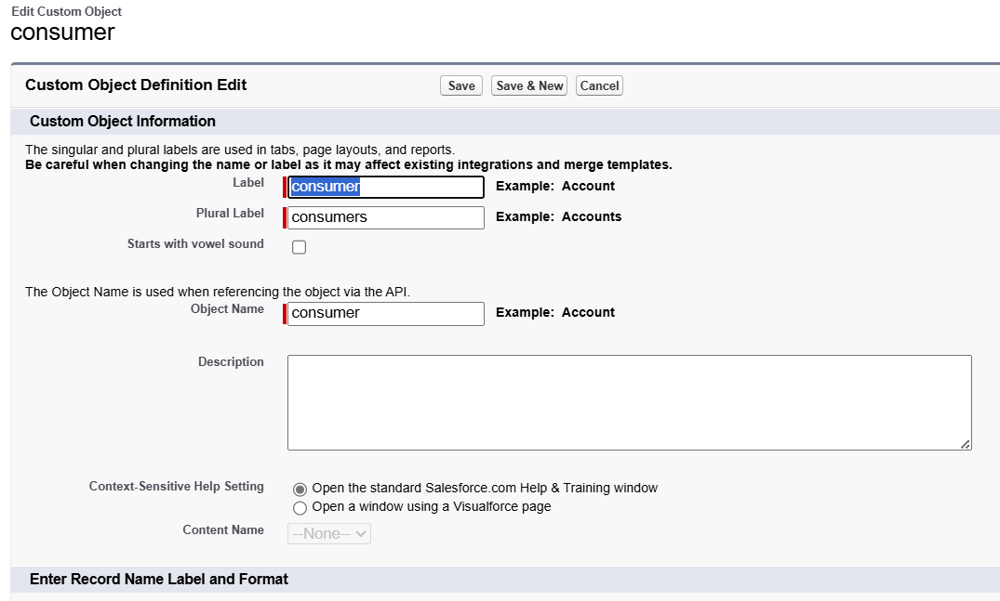 Edit Custom Object
consumer
Custom Object Definition Edit Save Save & New Cancel
Custom Object Information
The singular and plural labels are used in tabs, page layouts, and reports.
Be careful when changing the name or label as it may affect existing integrations and merge templates.
Label consumer Example: Account
Plural Label consumers Example: Accounts
Starts with vowel sound
The Object Name is used when referencing the object via the API.
Object Name consumer Example: Account
Description
Context-Sensitive Help Setting Open the standard Salesforce.com Help & Training window
Open a window using a Visualforce page
Content Name --None--
Enter Record Name Label and Format